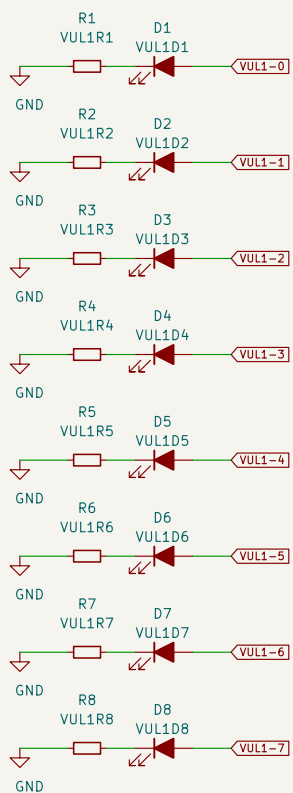 R1 D1
VUL1R1 VUL1D1
VUL1-0
GND
R2 D2
VUL1R2 VUL1D2
VUL1-1
GND
R3 D3
VUL1R3 VUL1D3
VUL1-2
GND
R4 D4
VUL1R4 VUL1D4
VUL1-3
GND
R5 D5
VUL1R5 VUL1D5
VUL1-4
GND
R6 D6
VUL1R6 VUL1D6
VUL1-5
GND
R7 D7
VUL1R7 VUL1D7
VUL1-6
GND
R8 D8
VUL1R8 VUL1D8
VUL1-7
GND